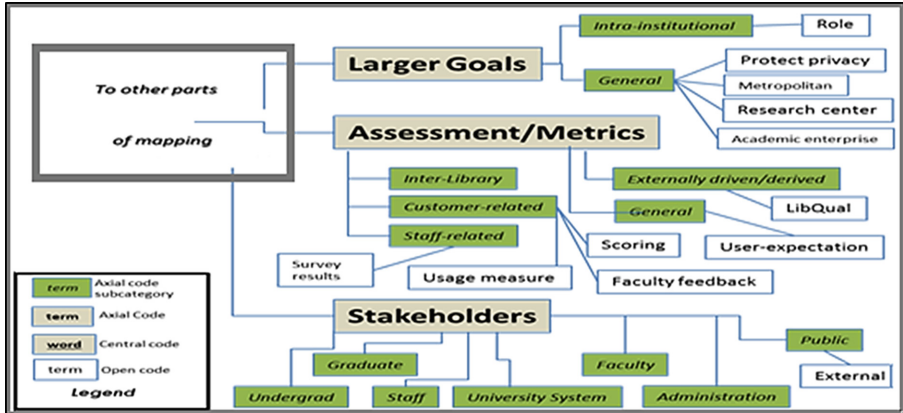 Intra-institutional
Role
To other parts
of mapping
Larger Goals
General
Protect privacy
Metropolitan
Research center
Academic enterprise
Assessment/Metrics
Inter-Library
Externally driven/derived
Customer-related
General
LibQual
Staff-related
Scoring
User-expectation
Survey
results
Usage measure
Faculty feedback
term Axial code
subcategory
term Axial Code
word Central code
term Open code
Legend
Stakeholders
Public
Graduate
Faculty
External
Undergrad
Staff
University System
Administration